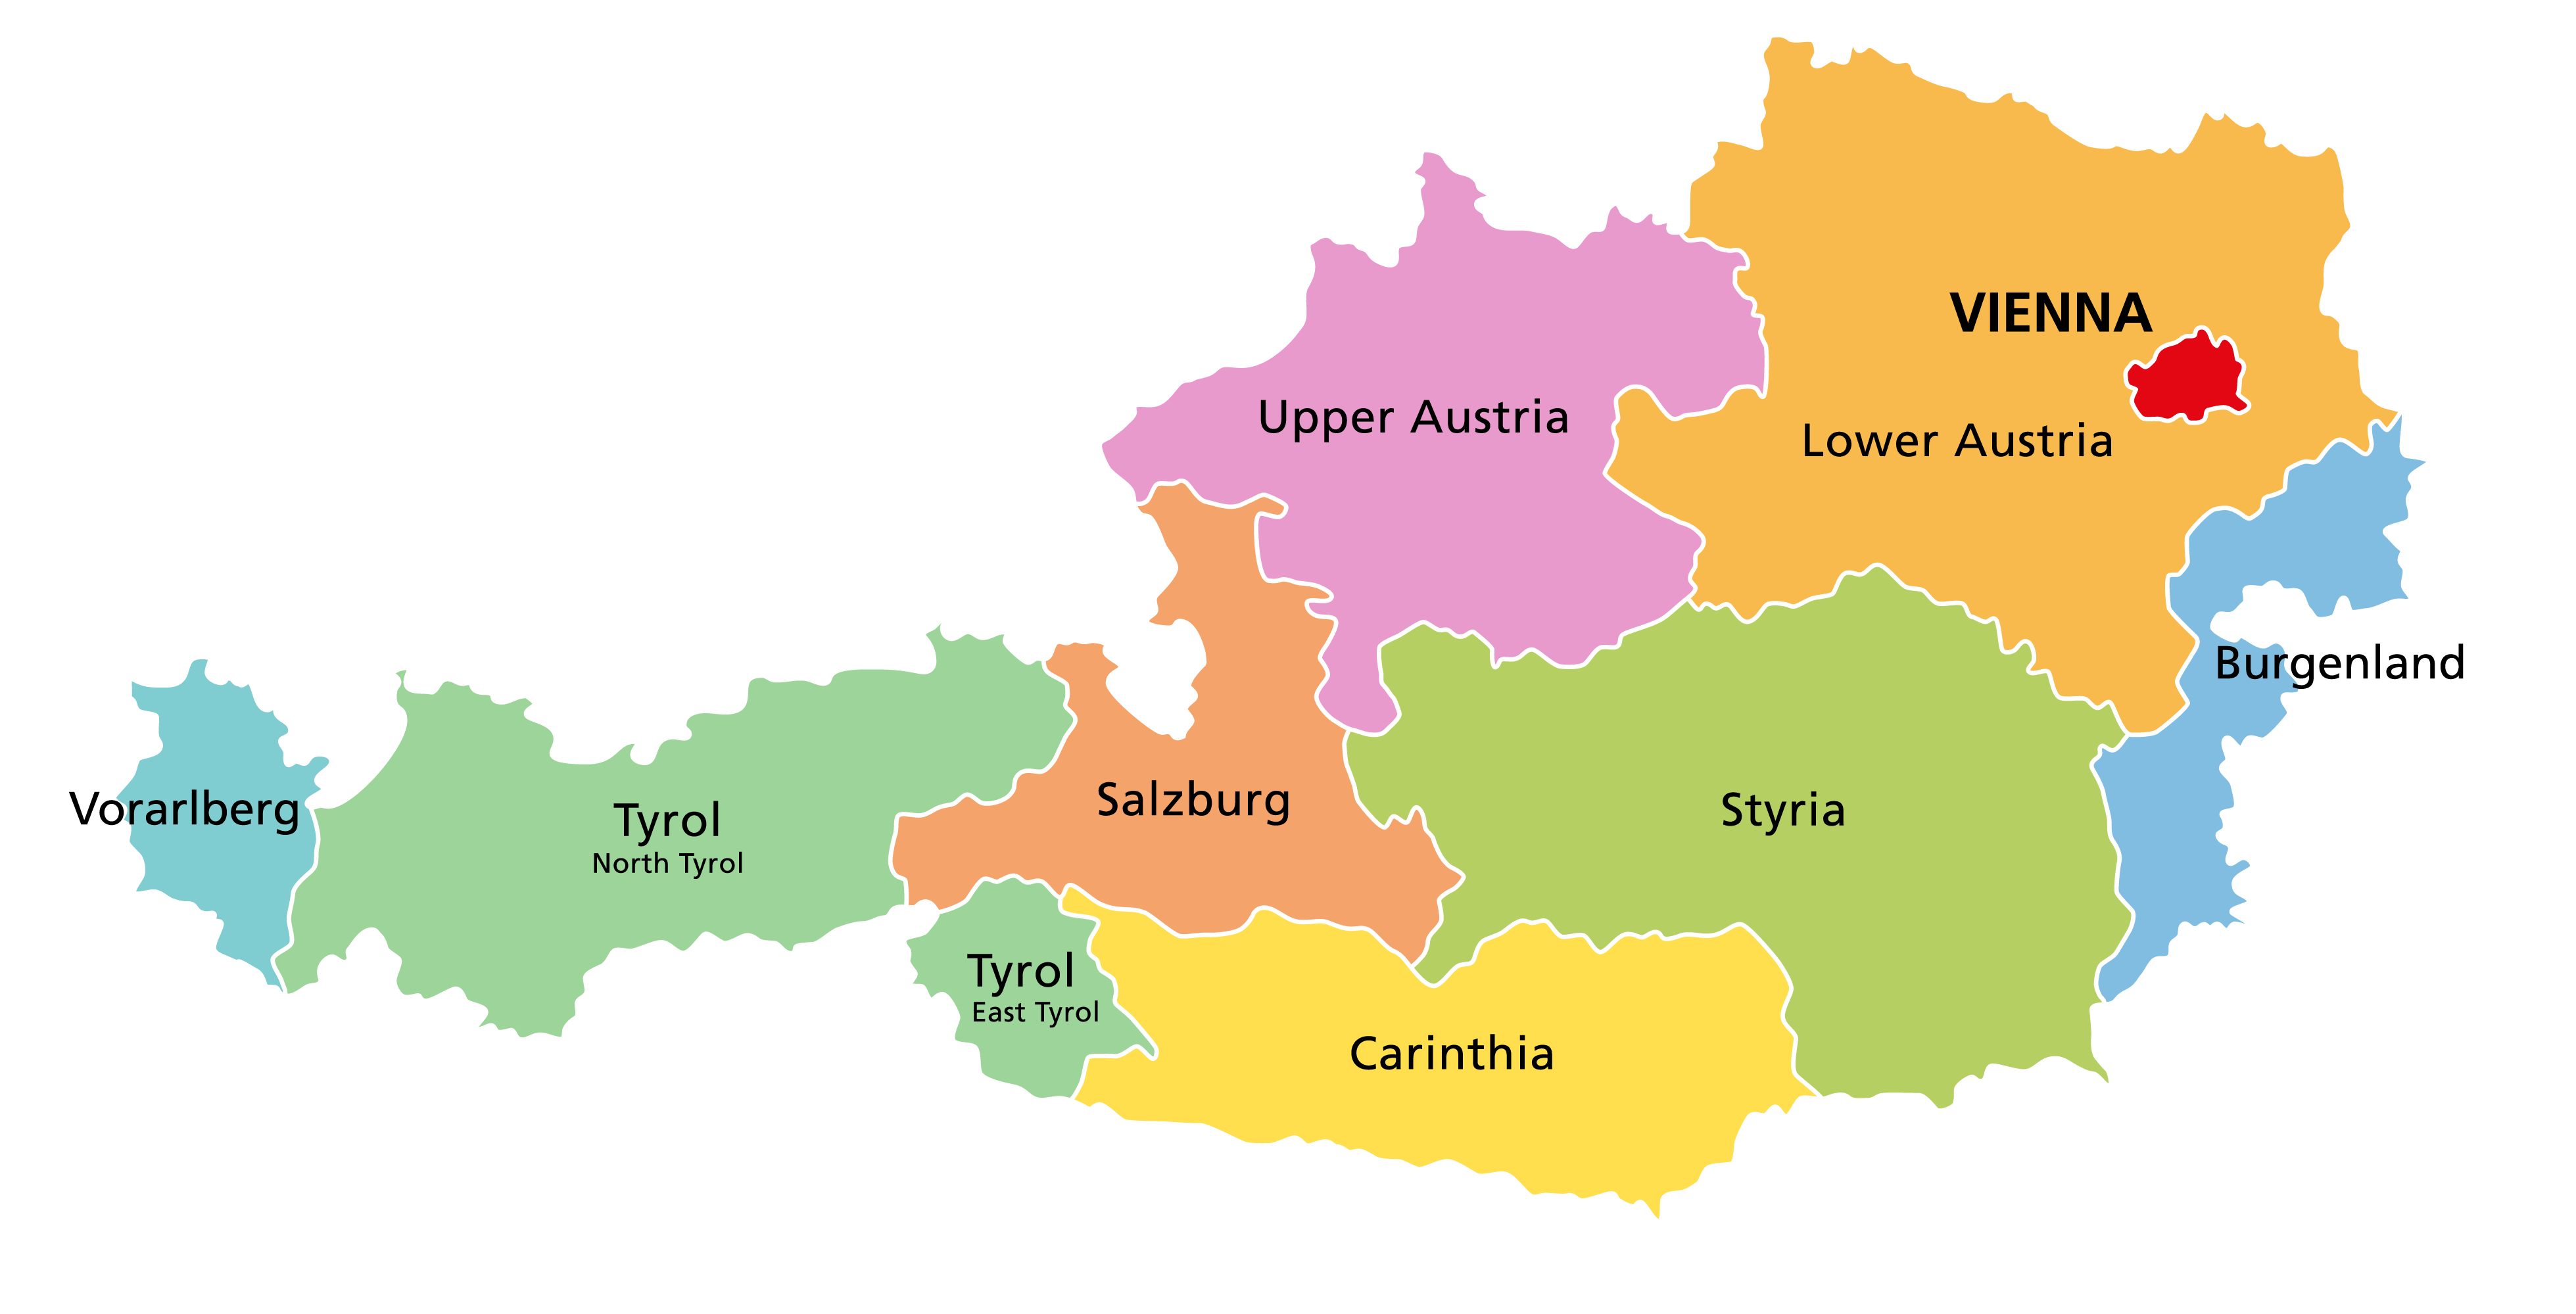 VIENNA
Upper Austria
Lower Austria
Burgenland
Vorarlberg
Tyrol
North Tyrol
Salzburg
Styria
Tyrol
East Tyrol
Carinthia